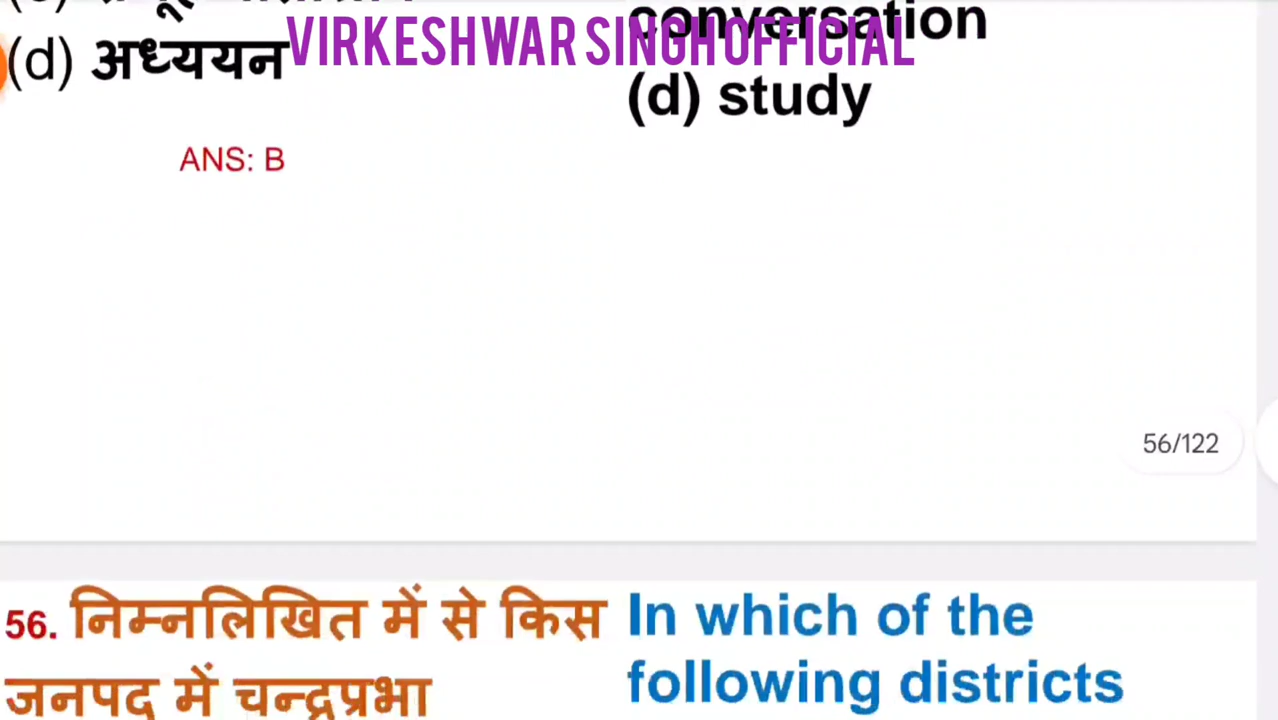 conversation
VIRKESHWAR SINGH OFFICIAL
(d) अध्ययन
(d) study
ANS: B
56/122
56. निम्नलिखित में से किस
जनपद में चन्द्रप्रभा
In which of the
following districts